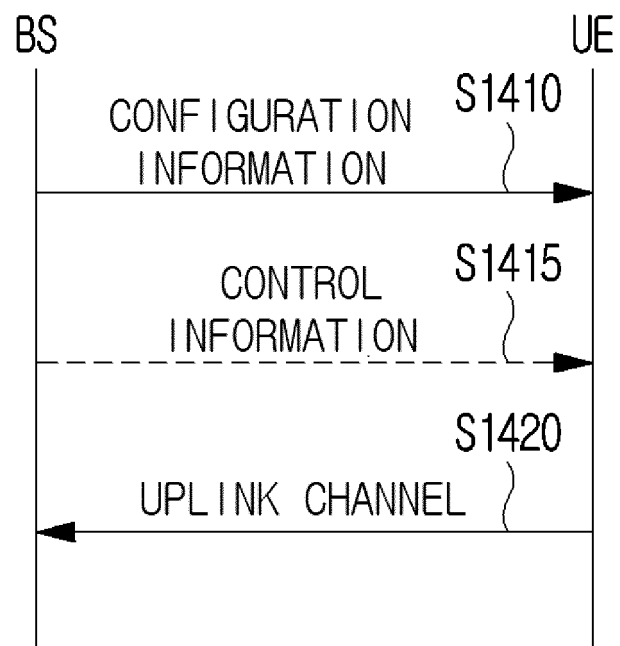 BS
UE
S1410
CONFIGURATION
INFORMATION
S1415
CONTROL
INFORMATION
S1420
UPLINK CHANNEL